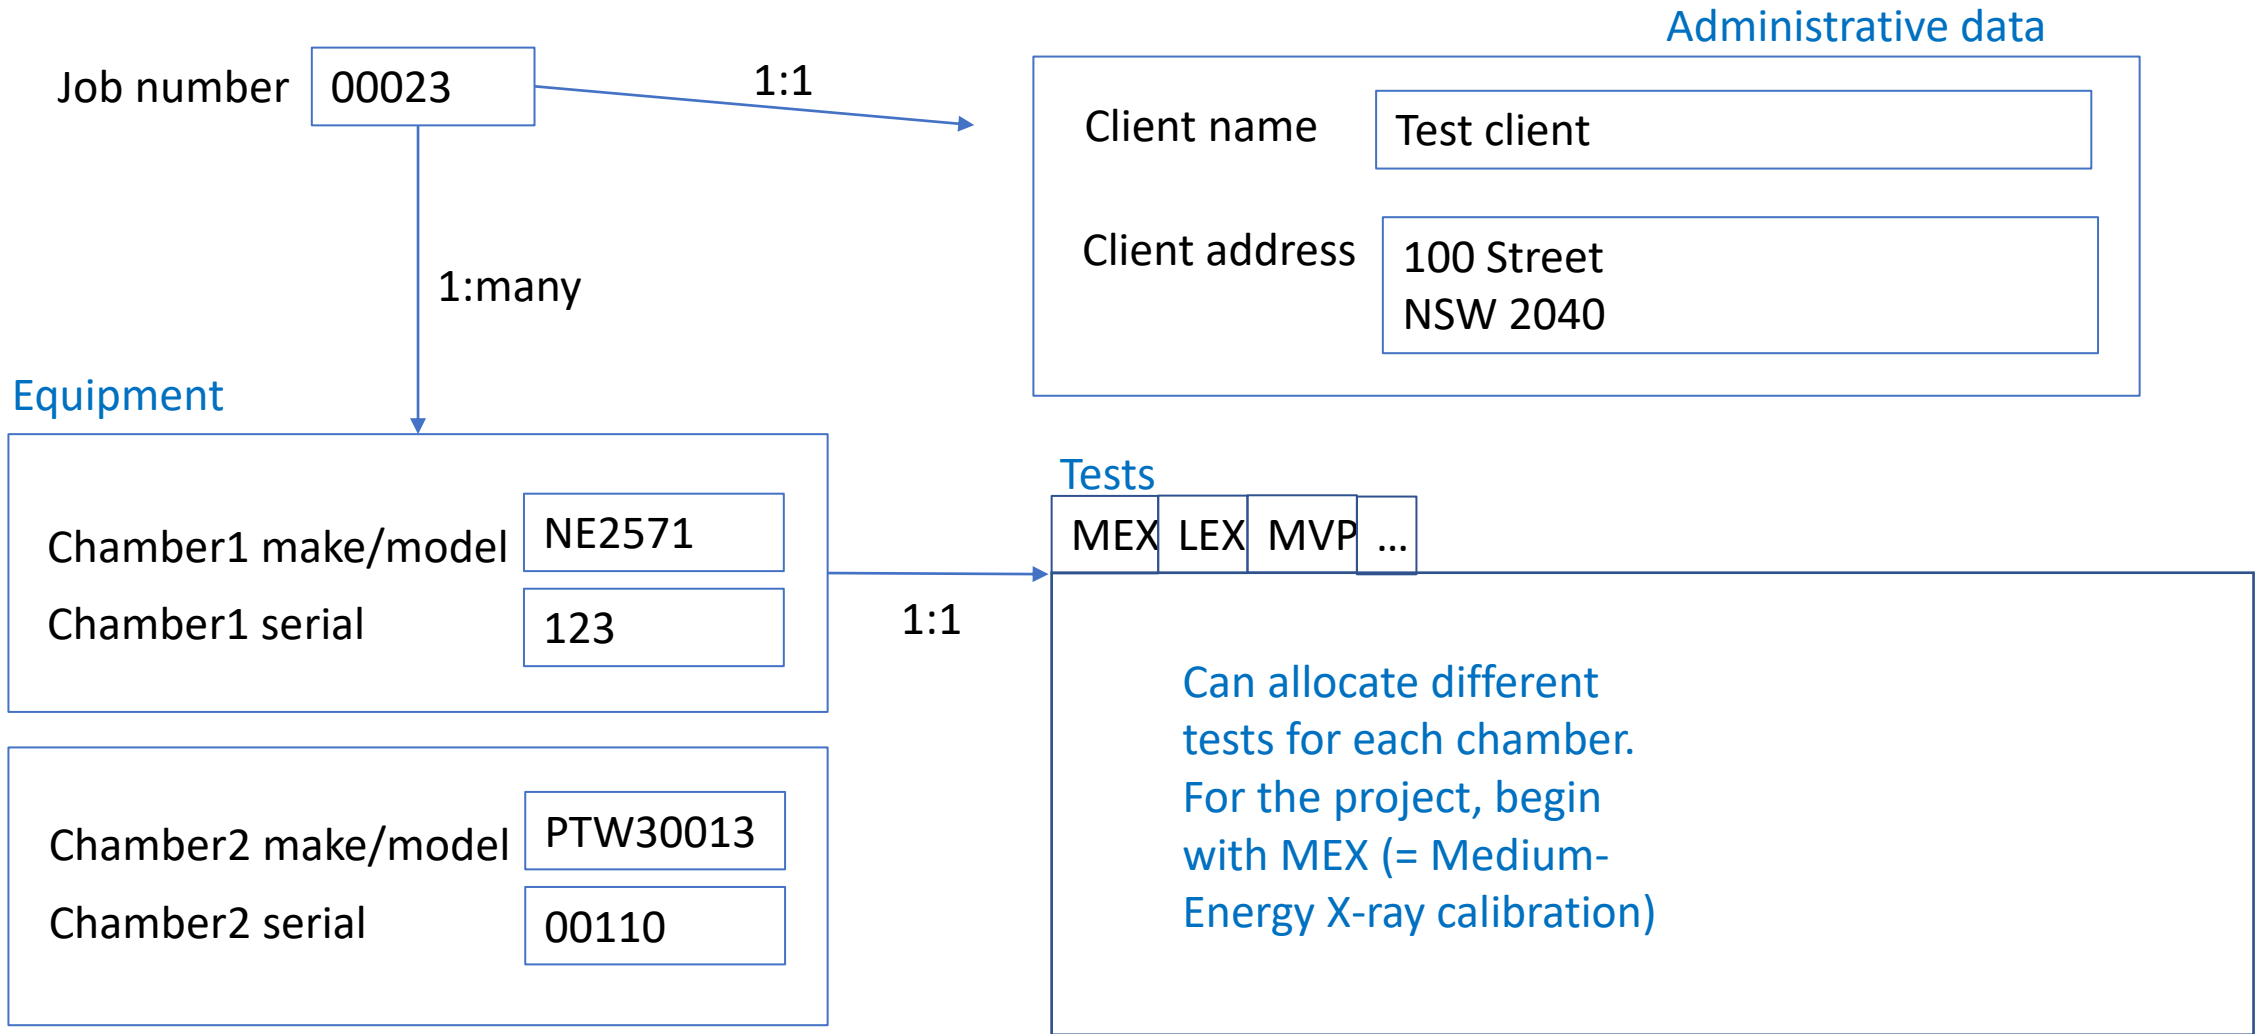 Administrative data
Job number 00023
1:1
Client name Test client
Client address 100 Street
NSW 2040
1:many
Equipment
Chamber1 make/model NE2571
Chamber1 serial 123
1:1
Chamber2 make/model PTW30013
Chamber2 serial 00110
Tests
MEX LEX MVP ...
Can allocate different
tests for each chamber.
For the project, begin
with MEX (= Medium-
Energy X-ray calibration)